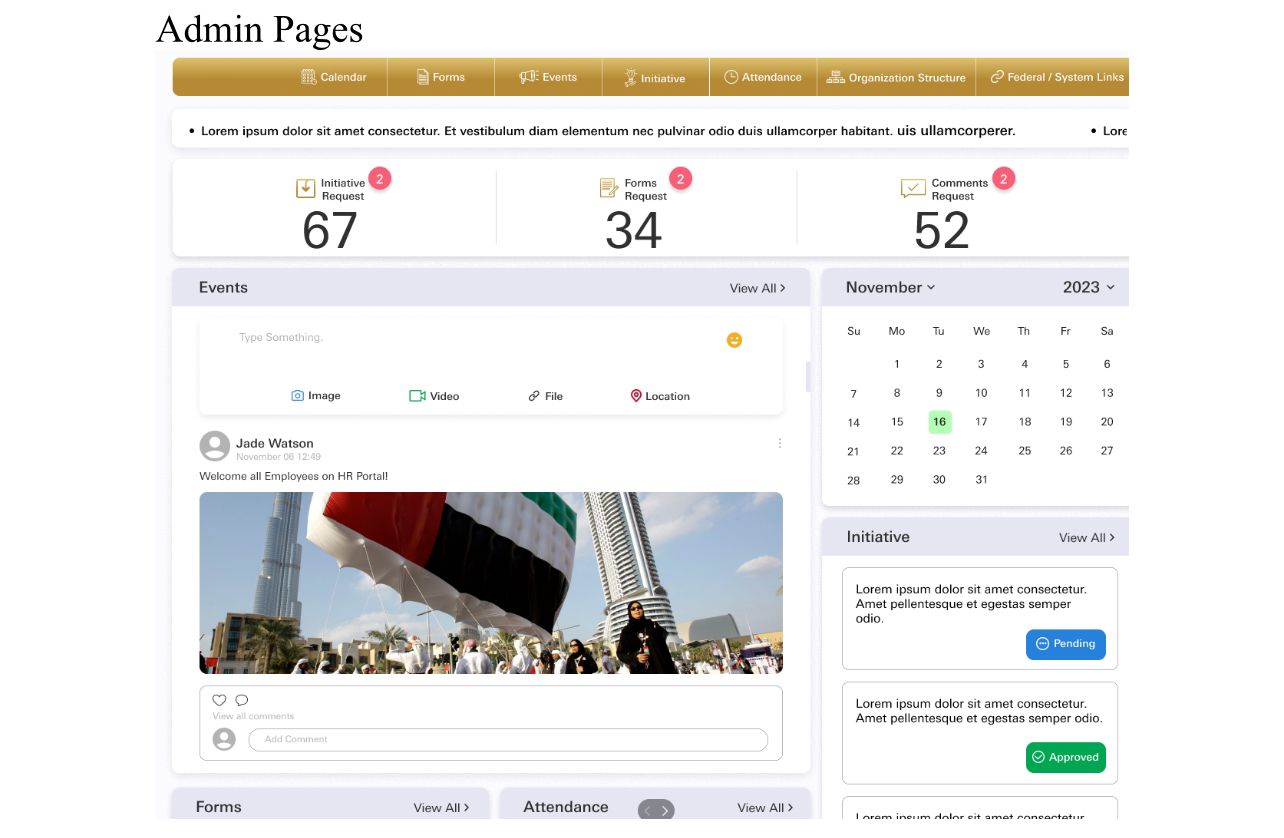 Admin Pages
Calendar Forms Events Initiative Attendance Organization Structure Federal / System Links
• Lorem ipsum dolor sit amet consectetur. Et vestibulum diam elementum nec pulvinar odio duis ullamcorper habitant. uis ullamcorperer. • Lore
Initiative Request 2
67
Forms Request 2
34
Comments Request 2
52
Events View All >
Type Something.
Image Video File Location
Jade Watson
November 06 12:49
Welcome all Employees on HR Portal!
View all comments
Add Comment
Forms View All >
Attendance < > View All >
November 2023
Su Mo Tu We Th Fr Sa
1 2 3 4 5 6
7 8 9 10 11 12 13
14 15 16 17 18 19 20
21 22 23 24 25 26 27
28 29 30 31
Initiative View All >
Lorem ipsum dolor sit amet consectetur.
Amet pellentesque et egestas semper
odio.
Pending
Lorem ipsum dolor sit amet consectetur.
Amet pellentesque et egestas semper odio.
Approved
Lorem ipsum dolor sit amet consectetur.